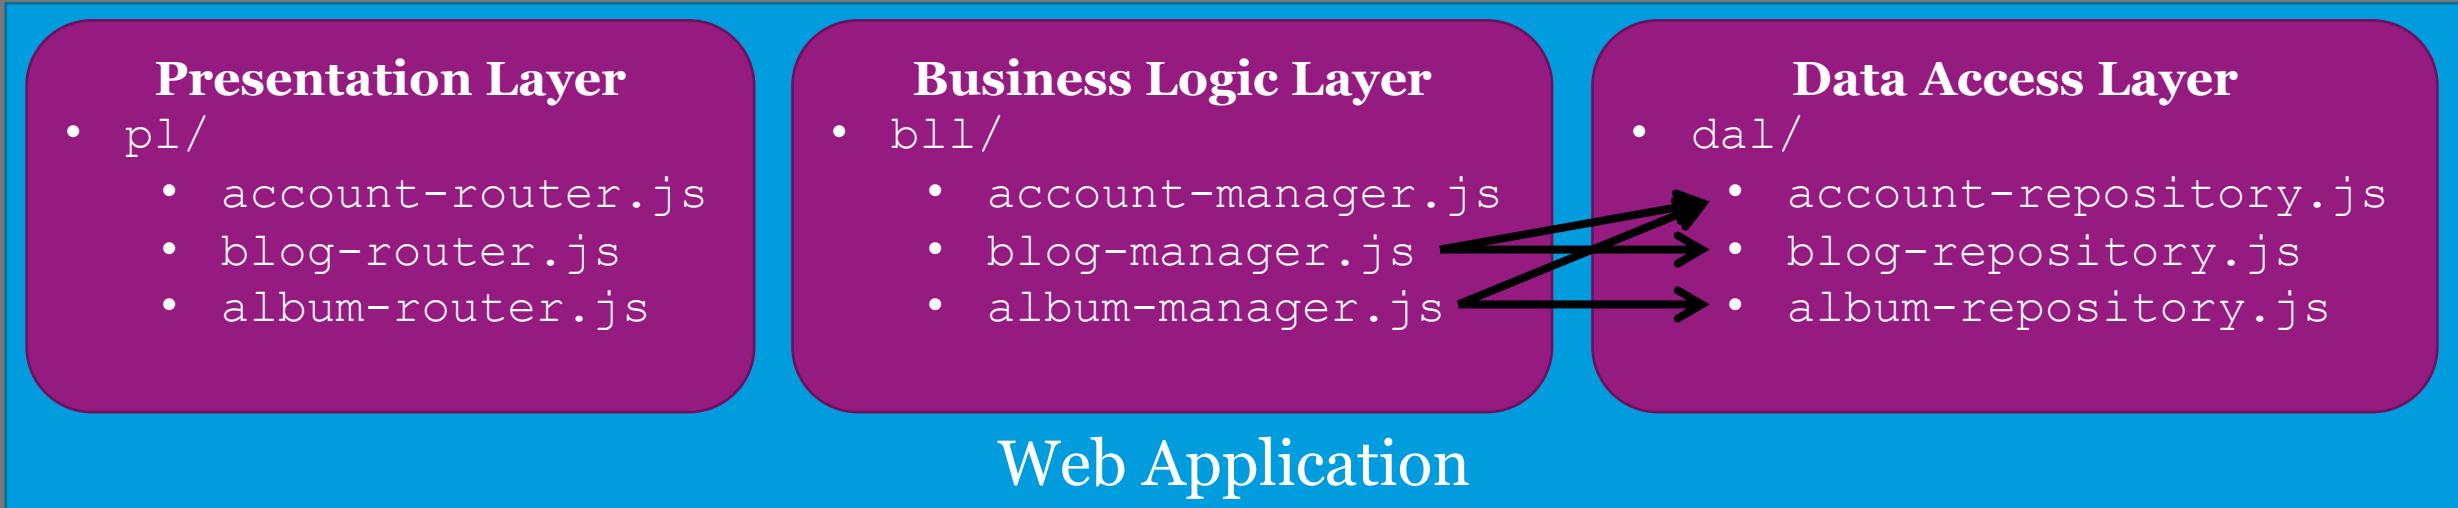 Presentation Layer
• pl/
• account-router.js
• blog-router.js
• album-router.js
Business Logic Layer
• bll/
• account-manager.js
• blog-manager.js
• album-manager.js
Data Access Layer
• dal/
• account-repository.js
• blog-repository.js
• album-repository.js
Web Application